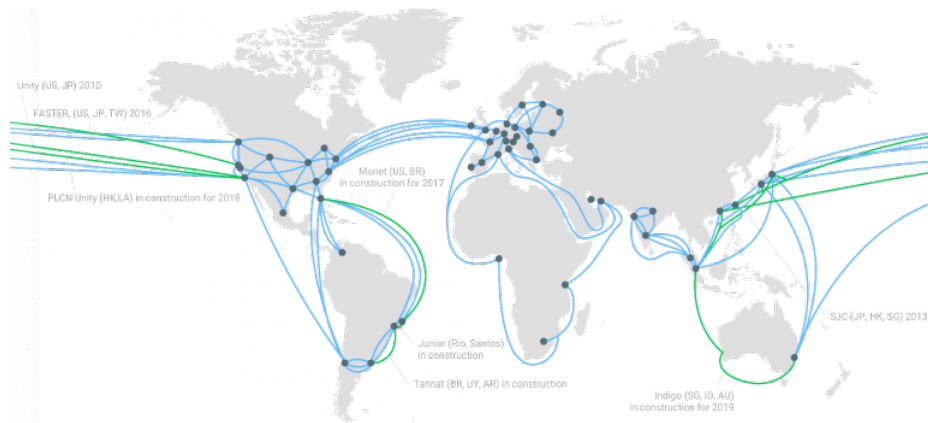 Unity (US, JP) 2010
FASTER, (US, JP, TW) 2016
Monet (US, BR)
in construction for 2017
PLCN Unity (HK,LA) in construction for 2018
SJC (JP, HK, SG) 2013
Junior (Rio, Santos)
in construction
Tannat (BR, UY, AR) in construction
Indigo (SG, ID, AU)
in construction for 2019